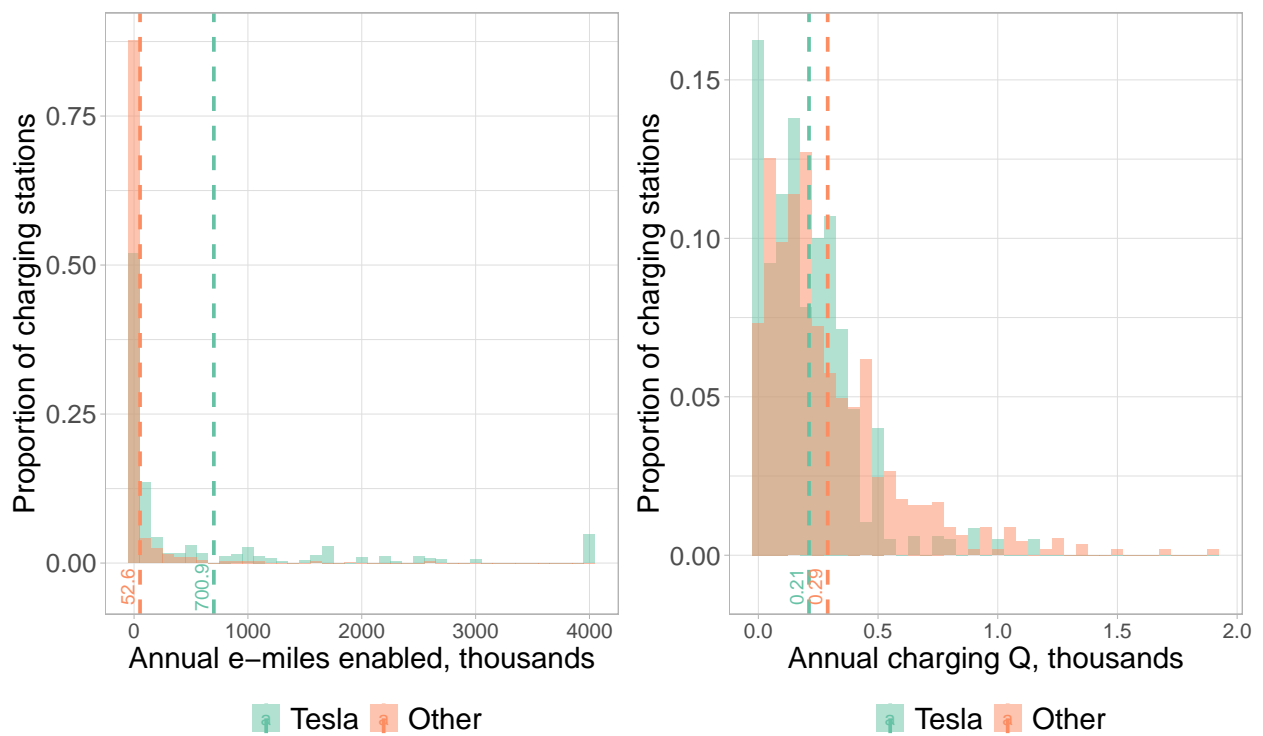 Proportion of charging stations
0.75
0.50
0.25
0.00
52.6
700.9
0 1000 2000 3000 4000
Annual e−miles enabled, thousands
a Tesla a Other
Proportion of charging stations
0.15
0.10
0.05
0.00
0.21
0.29
0.0 0.5 1.0 1.5 2.0
Annual charging Q, thousands
a Tesla a Other